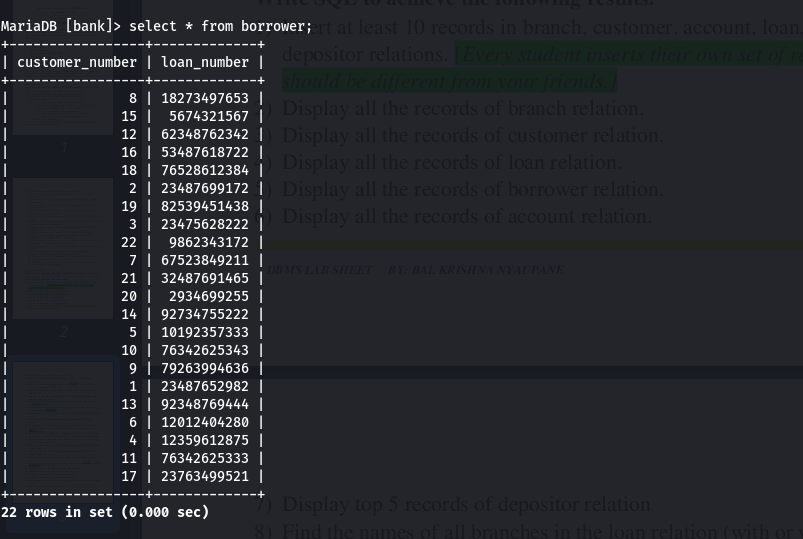 MariaDB [bank]> select * from borrower;
+-----------------+-------------+
| customer_number | loan_number |
+-----------------+-------------+
|               8 | 18273497653 |
|              15 |  5674321567 |
|              12 | 62348762342 |
|              16 | 53487618722 |
|              18 | 76528612384 |
|               2 | 23487699172 |
|              19 | 82539451438 |
|               3 | 23475628222 |
|              22 |  9862343172 |
|               7 | 67523849211 |
|              21 | 32487691465 |
|              20 |  2934699255 |
|              14 | 92734755222 |
|               5 | 10192357333 |
|              10 | 76342625343 |
|               9 | 79263994636 |
|               1 | 23487652982 |
|              13 | 92348769444 |
|               6 | 12012404280 |
|               4 | 12359612875 |
|              11 | 76342625333 |
|              17 | 23763499521 |
+-----------------+-------------+
22 rows in set (0.000 sec)
Write SQL to achieve the following results.
at least 10 records in branch, customer, account, loan,
depositor relations. [Every student inserts their own set of
should be different from your friends.]
) Display all the records of branch relation.
) Display all the records of customer relation.
) Display all the records of loan relation.
) Display all the records of borrower relation.
) Display all the records of account relation.
DBMS LAB SHEET BY: BAL KRISHNA NYAUPANE
1
2
7) Display top 5 records of depositor relation
8) Find the names of all branches in the loan relation (with or